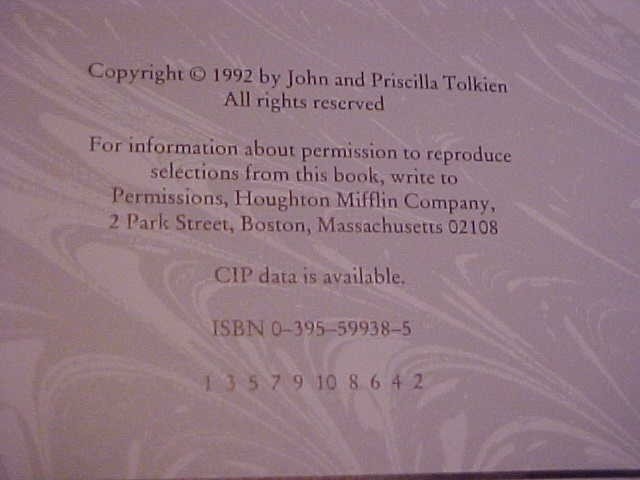 Copyright © 1992 by John and Priscilla Tolkien
All rights reserved
For information about permission to reproduce
selections from this book, write to
Permissions, Houghton Mifflin Company,
2 Park Street, Boston, Massachusetts 02108
CIP data is available.
ISBN 0–395–59938–5
1 3 5 7 9 10 8 6 4 2